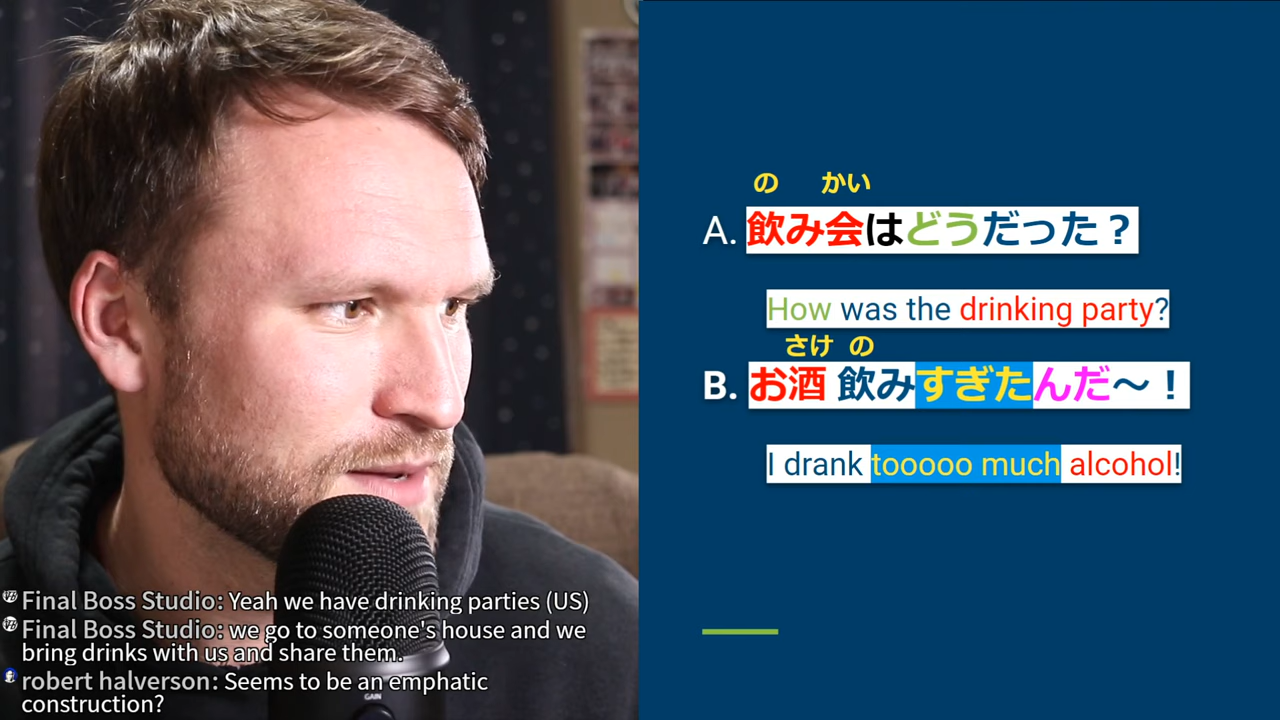 の かい
A. 飲み会はどうだった？
How was the drinking party?
さけ の
B. お酒 飲みすぎたんだ〜！
I drank tooooo much alcohol!
Final Boss Studio: Yeah we have drinking parties (US)
Final Boss Studio: we go to someone's house and we
bring drinks with us and share them.
robert halverson: Seems to be an emphatic
construction?
GAIN